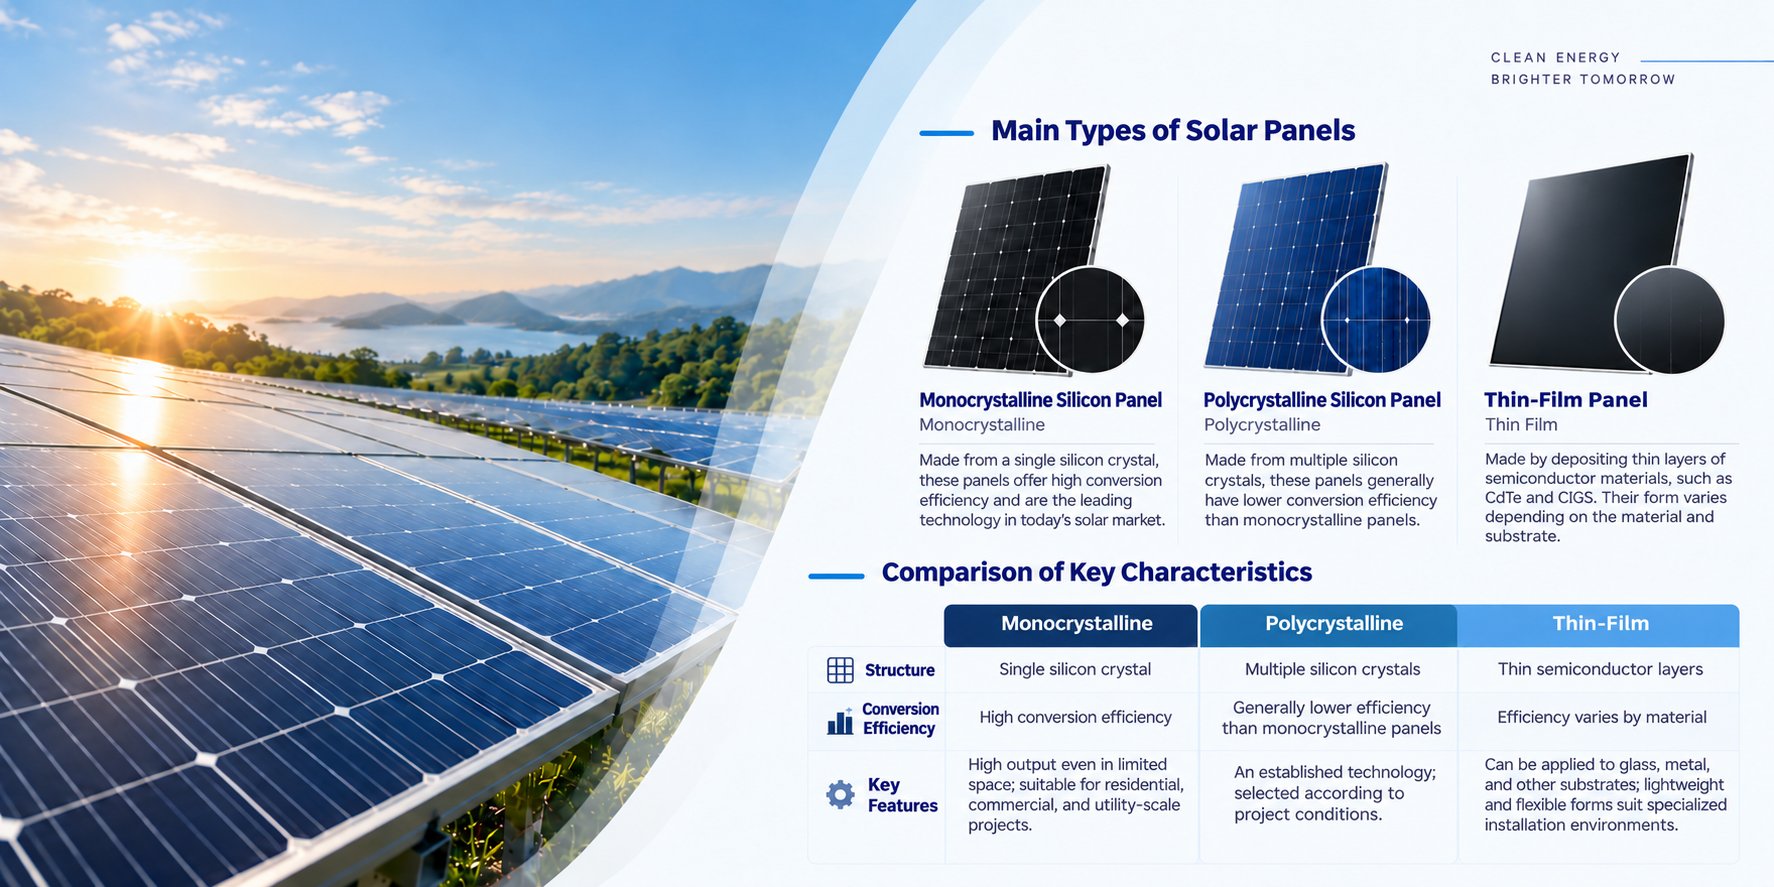 CLEAN ENERGY
BRIGHTER TOMORROW
Main Types of Solar Panels
Monocrystalline Silicon Panel
Monocrystalline
Made from a single silicon crystal,
these panels offer high conversion
efficiency and are the leading
technology in today's solar market.
Polycrystalline Silicon Panel
Polycrystalline
Made from multiple silicon
crystals, these panels generally
have lower conversion efficiency
than monocrystalline panels.
Thin-Film Panel
Thin Film
Made by depositing thin layers of
semiconductor materials, such as
CdTe and CIGS. Their form varies
depending on the material and
substrate.
Comparison of Key Characteristics
Monocrystalline
Polycrystalline
Thin-Film
Structure
Single silicon crystal
Multiple silicon crystals
Thin semiconductor layers
Conversion
Efficiency
High conversion efficiency
Generally lower efficiency
than monocrystalline panels
Efficiency varies by material
Key
Features
High output even in limited
space; suitable for residential,
commercial, and utility-scale
projects.
An established technology;
selected according to
project conditions.
Can be applied to glass, metal,
and other substrates; lightweight
and flexible forms suit specialized
installation environments.